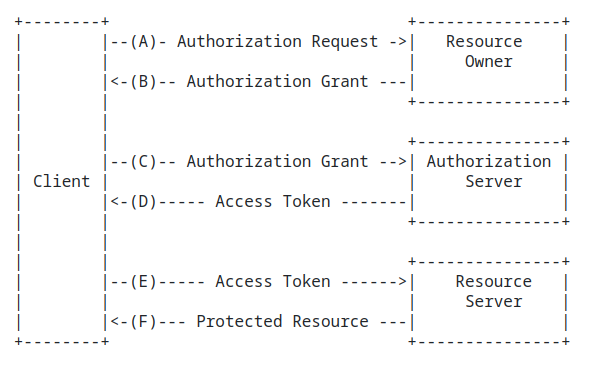 +--------+                               +---------------+
|        |--(A)- Authorization Request ->|   Resource    |
|        |                               |     Owner     |
|        |<-(B)-- Authorization Grant ---|               |
|        |                               +---------------+
|        |
|        |                               +---------------+
|        |--(C)-- Authorization Grant -->| Authorization |
| Client |                               |     Server    |
|        |<-(D)----- Access Token -------|               |
|        |                               +---------------+
|        |
|        |                               +---------------+
|        |--(E)----- Access Token ------>|    Resource   |
|        |                               |     Server    |
|        |<-(F)--- Protected Resource ---|               |
+--------+                               +---------------+